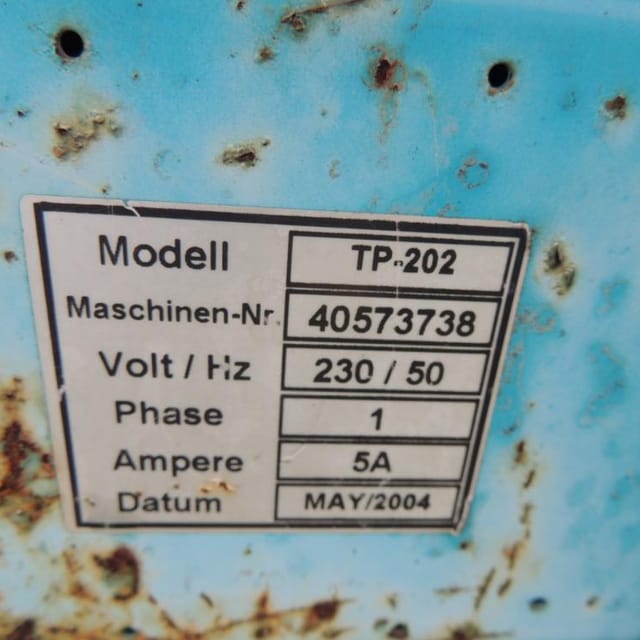 Modell TP-202
Maschinen-Nr. 40573738
Volt / Hz 230 / 50
Phase 1
Ampere 5A
Datum MAY/2004